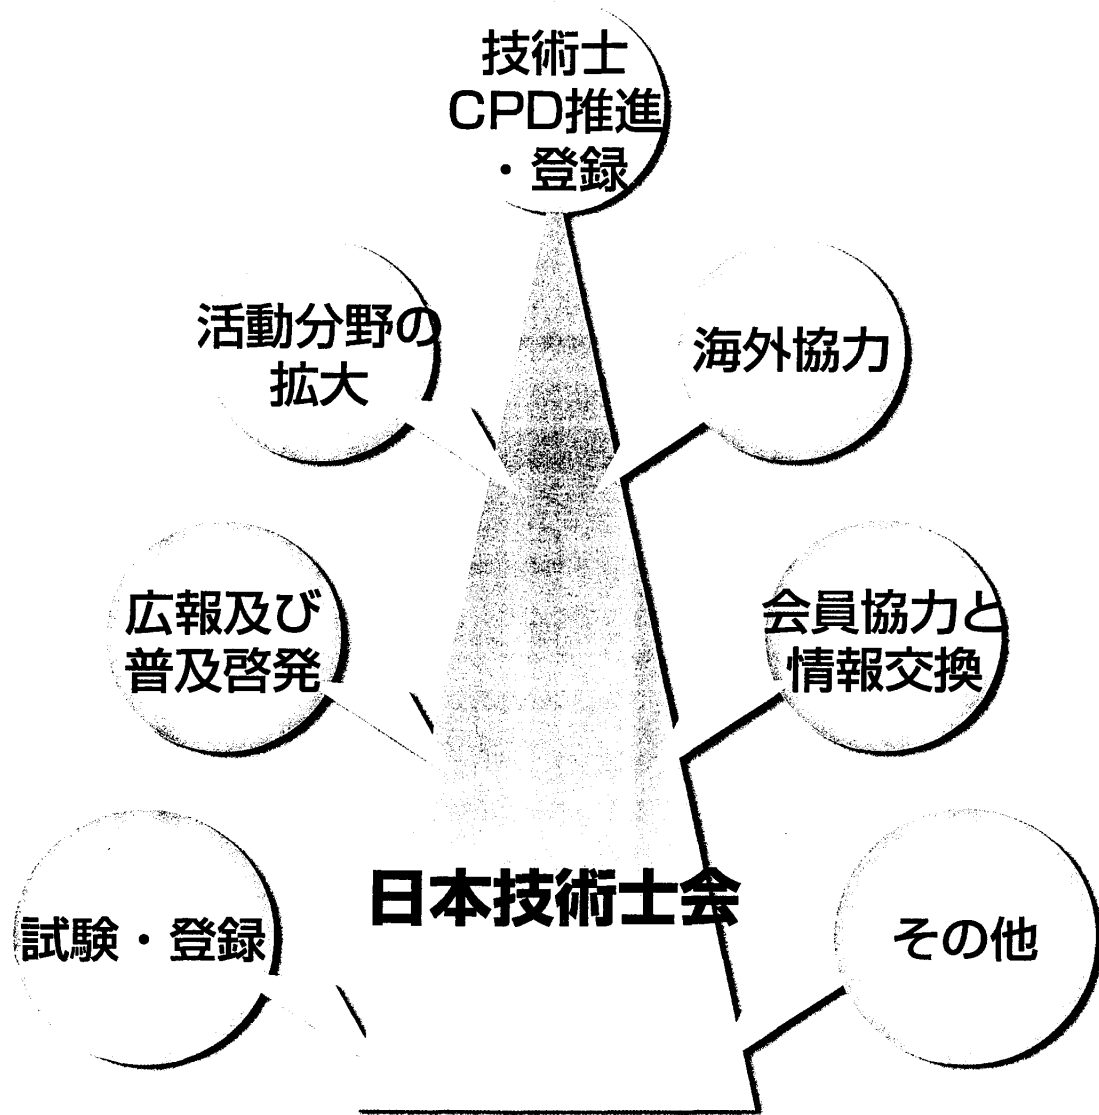 技術士
CPD推進
・登録
活動分野の
拡大
海外協力
広報及び
普及啓発
会員協力と
情報交換
日本技術士会
試験・登録
その他